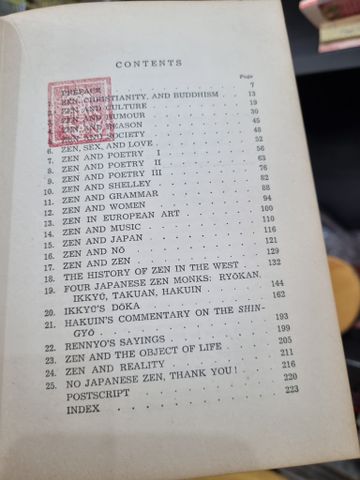 CONTENTS
Page
PREFACE . . . . . . . . . 7
1. ZEN, CHRISTIANITY, AND BUDDHISM . . . 13
2. ZEN AND CULTURE . . . . . . . 19
3. ZEN AND HUMOUR . . . . . . . 30
4. ZEN AND REASON . . . . . . . 45
5. ZEN AND SOCIETY . . . . . . . 48
6. ZEN, SEX, AND LOVE . . . . . . 52
7. ZEN AND POETRY I . . . . . . 56
8. ZEN AND POETRY II . . . . . . 63
9. ZEN AND POETRY III . . . . . . 76
10. ZEN AND SHELLEY . . . . . . . 82
11. ZEN AND GRAMMAR . . . . . . . 88
12. ZEN AND WOMEN . . . . . . . 94
13. ZEN IN EUROPEAN ART . . . . . . 100
14. ZEN AND MUSIC . . . . . . . 110
15. ZEN AND JAPAN . . . . . . . 116
16. ZEN AND NŌ . . . . . . . . 121
17. ZEN AND ZEN . . . . . . . . 129
18. THE HISTORY OF ZEN IN THE WEST . . . 132
19. FOUR JAPANESE ZEN MONKS: RYŌKAN,
IKKYŪ, TAKUAN, HAKUIN . . . . . 144
20. IKKYŪ'S DŌKA . . . . . . . . 162
21. HAKUIN'S COMMENTARY ON THE SHIN-
GYŌ . . . . . . . . . 193
22. RENNYO'S SAYINGS . . . . . . . 199
23. ZEN AND THE OBJECT OF LIFE . . . . 205
24. ZEN AND REALITY . . . . . . . 211
25. NO JAPANESE ZEN, THANK YOU! . . . . 216
POSTSCRIPT . . . . . . . . 220
INDEX . . . . . . . . . 223